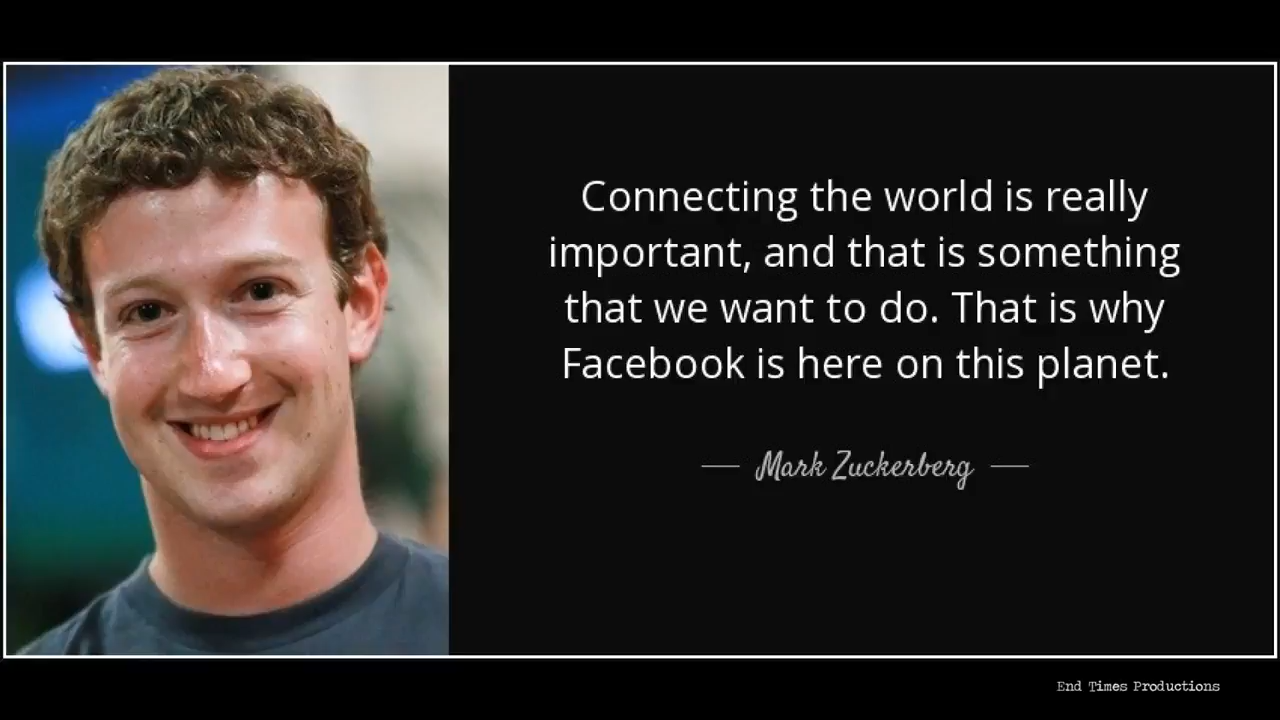 Connecting the world is really
important, and that is something
that we want to do. That is why
Facebook is here on this planet.
Mark Zuckerberg
End Times Productions